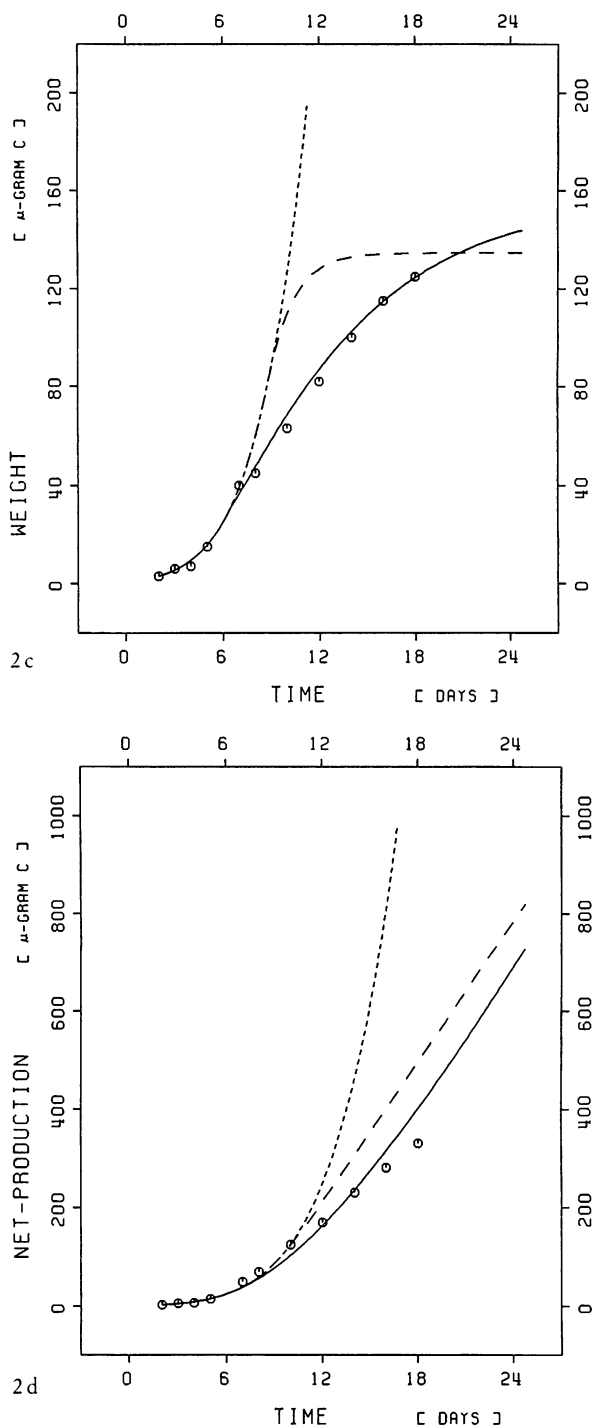 0 6 12 18 24
WEIGHT [ μ-GRAM C ]
200 200
160 160
120 120
80 80
40 40
0 0
0 6 12 18 24
2c
TIME [ DAYS ]
0 6 12 18 24
NET-PRODUCTION [ μ-GRAM C ]
1000 1000
800 800
600 600
400 400
200 200
0 0
0 6 12 18 24
2d
TIME [ DAYS ]